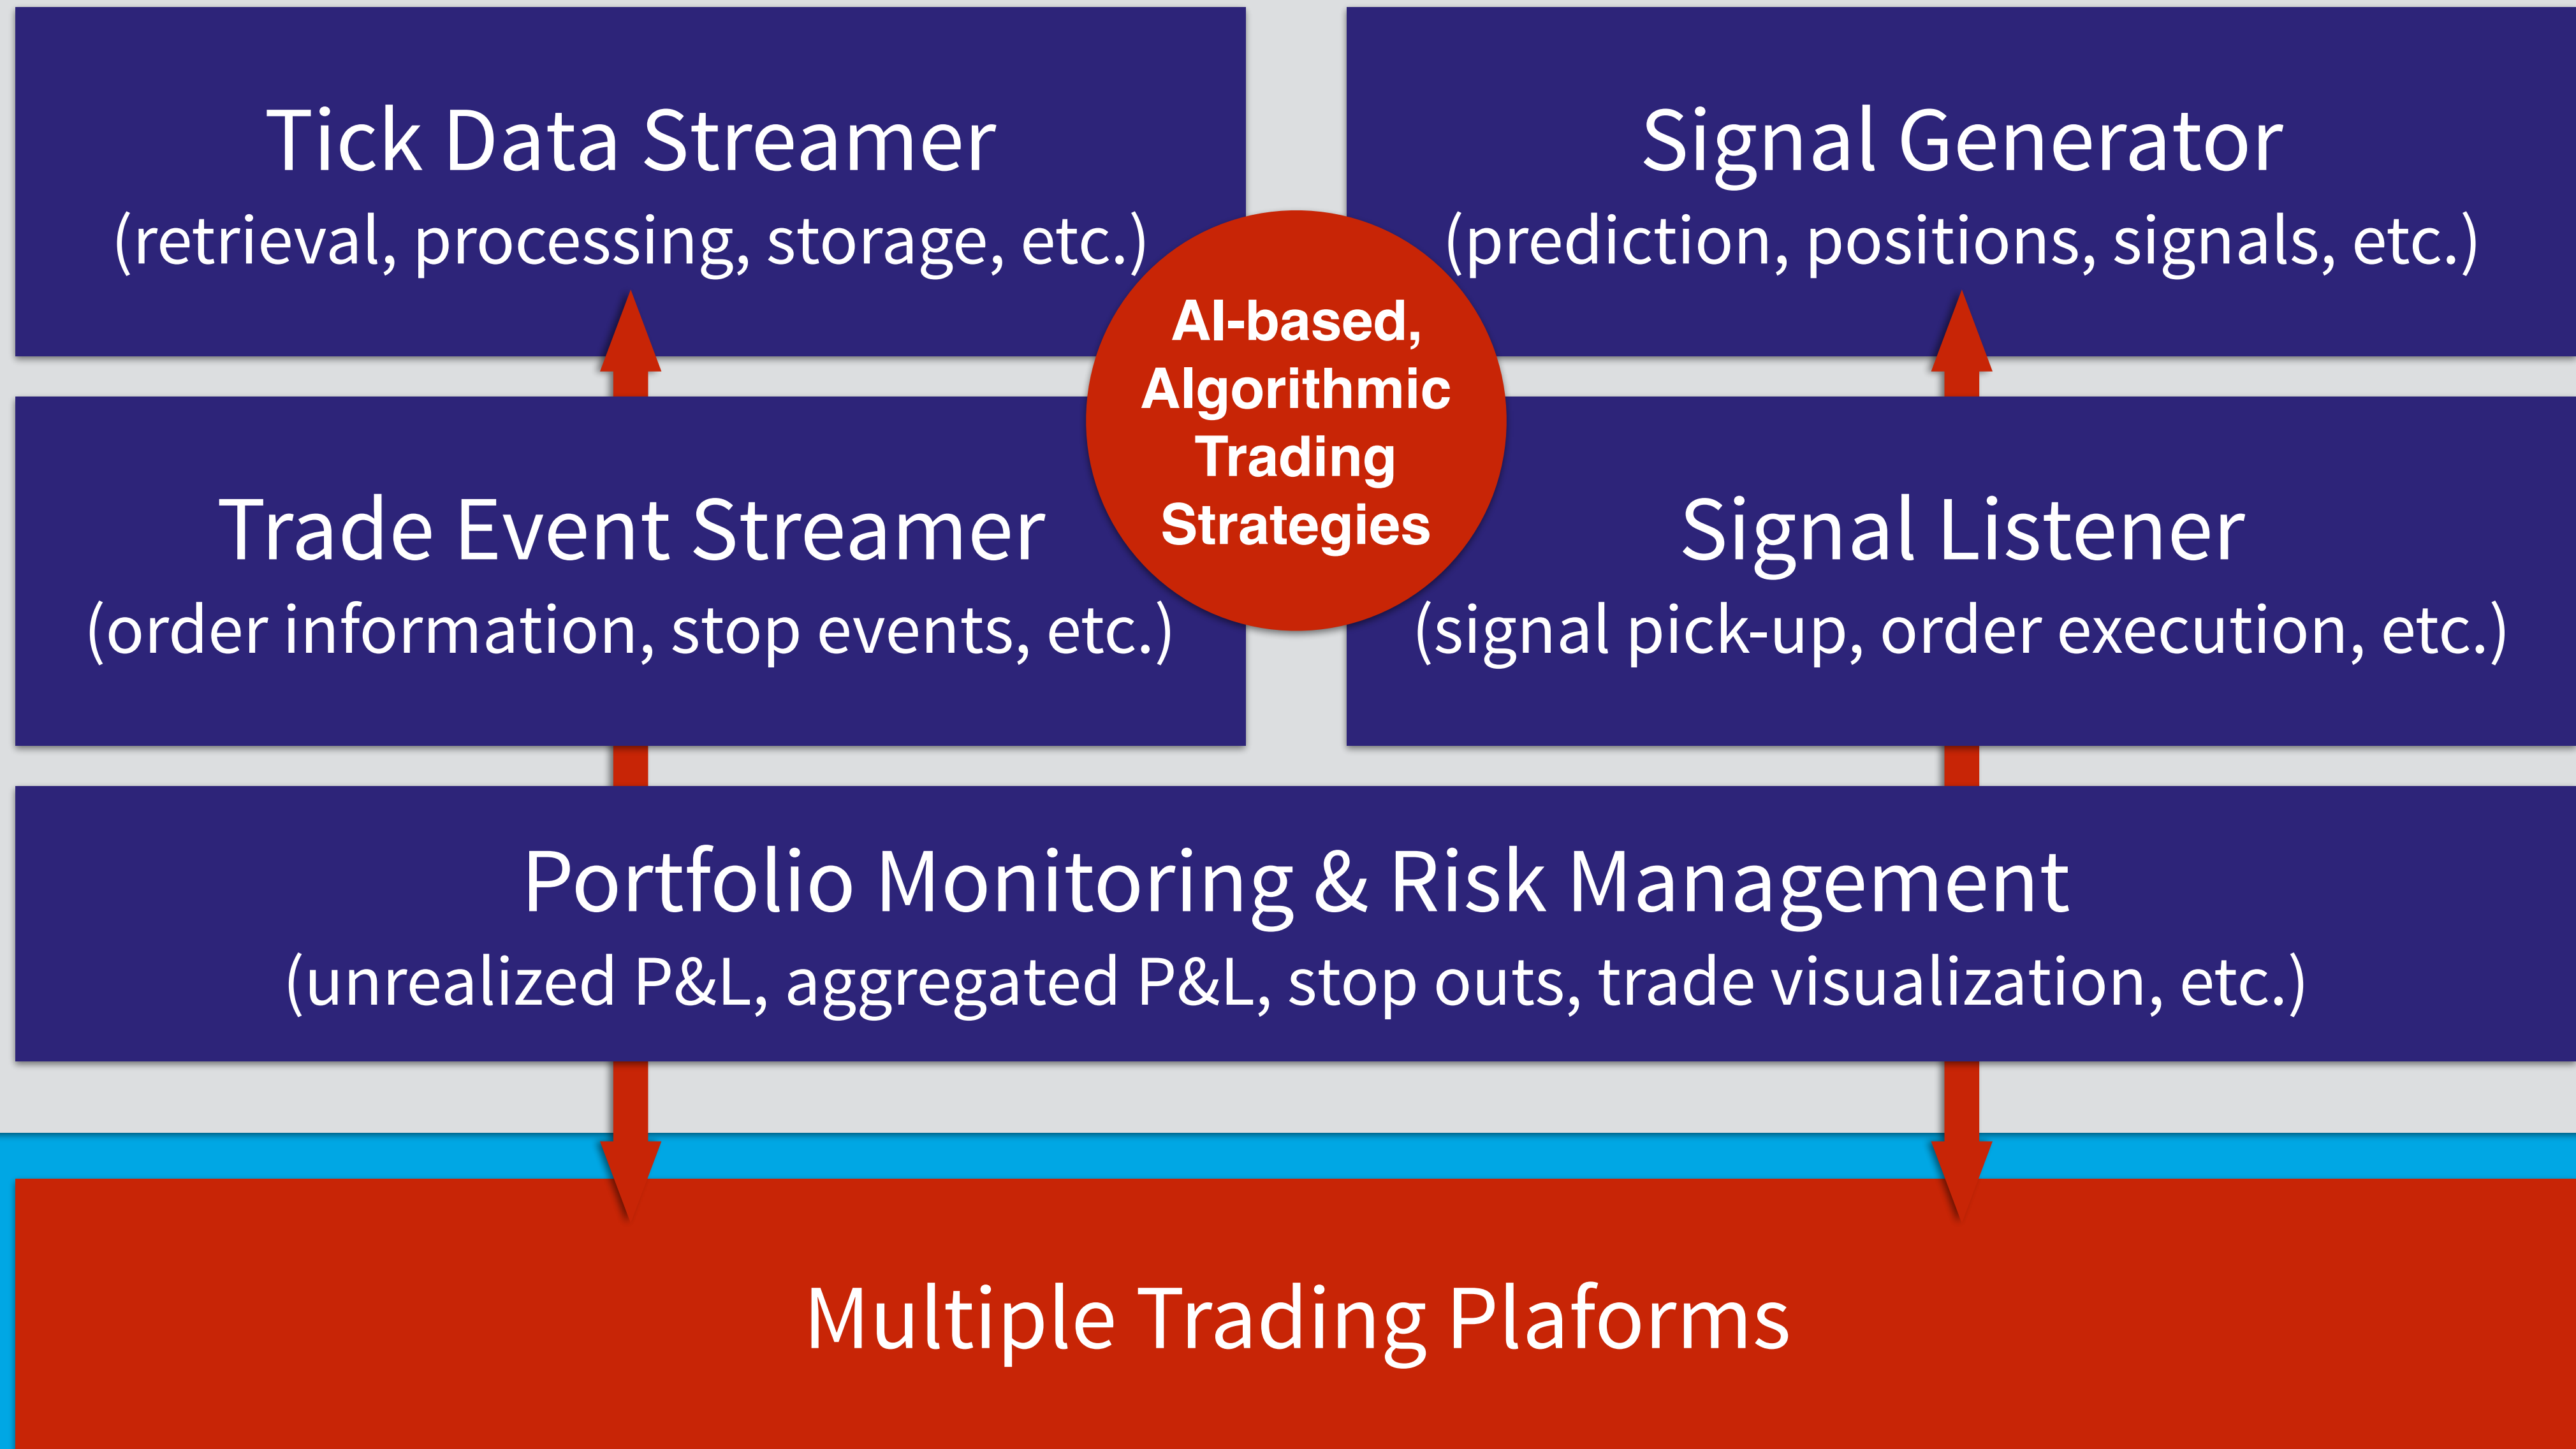 Tick Data Streamer
(retrieval, processing, storage, etc.)
Signal Generator
(prediction, positions, signals, etc.)
AI-based,
Algorithmic
Trading
Strategies
Trade Event Streamer
(order information, stop events, etc.)
Signal Listener
(signal pick-up, order execution, etc.)
Portfolio Monitoring & Risk Management
(unrealized P&L, aggregated P&L, stop outs, trade visualization, etc.)
Multiple Trading Plaforms